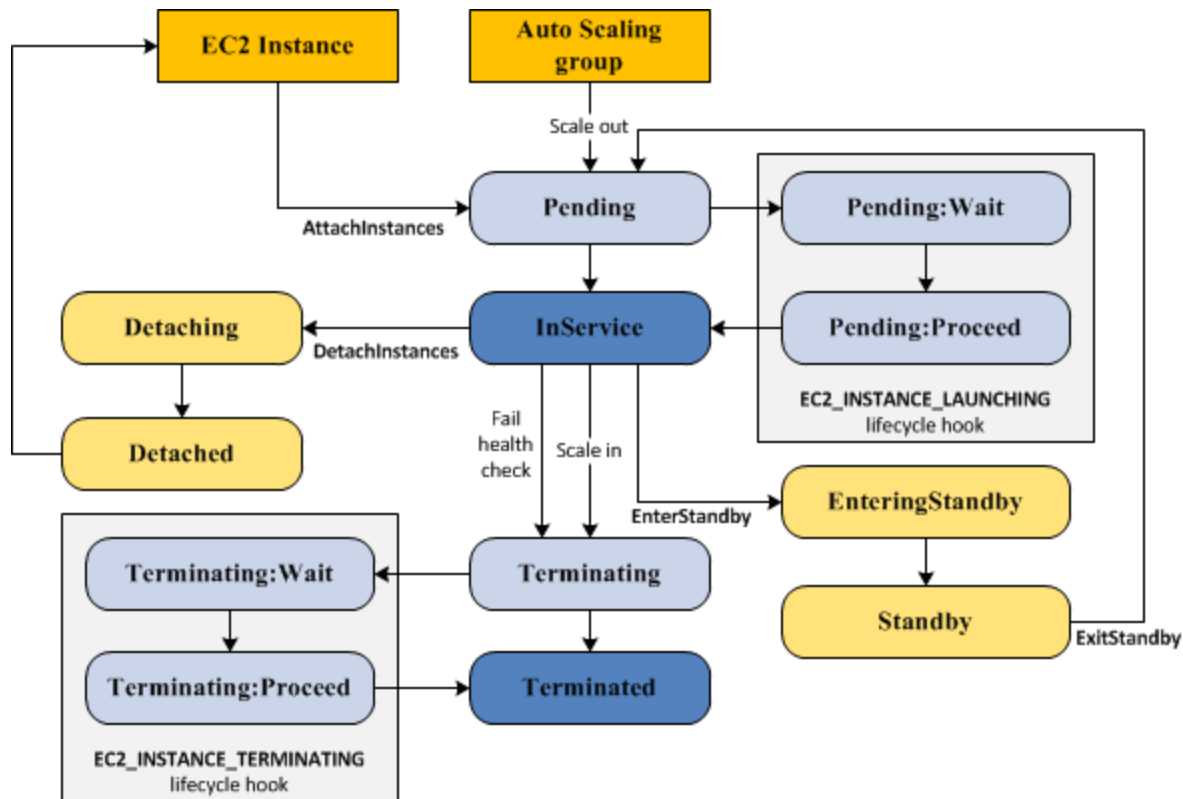 EC2 Instance
Auto Scaling
group
Scale out
Pending
Pending:Wait
AttachInstances
Detaching
InService
Pending:Proceed
DetachInstances
EC2_INSTANCE_LAUNCHING
lifecycle hook
Fail
health
check
Scale in
Detached
EnteringStandby
EnterStandby
Terminating:Wait
Terminating
Standby
ExitStandby
Terminating:Proceed
Terminated
EC2_INSTANCE_TERMINATING
lifecycle hook